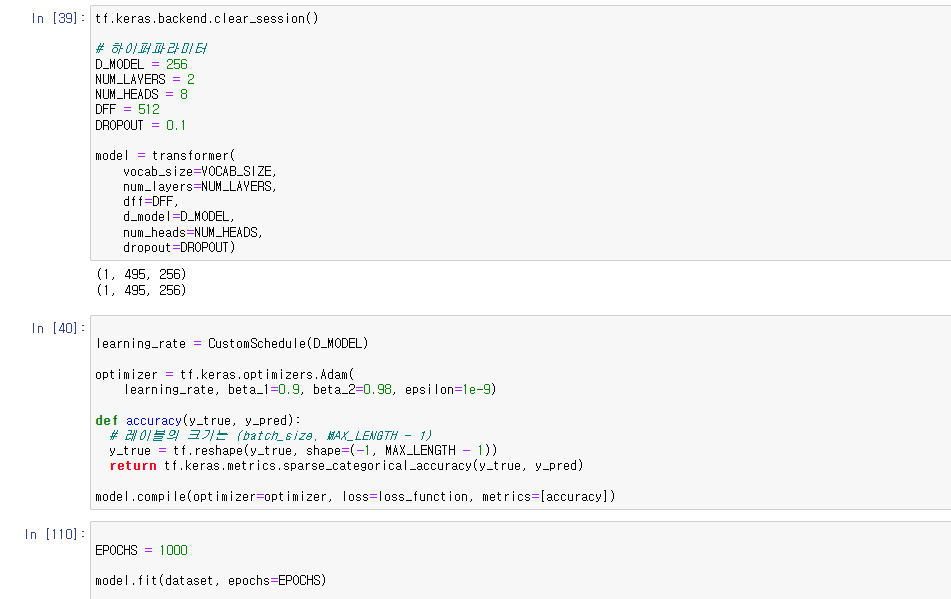 In [39]:
tf.keras.backend.clear_session()
# 하이퍼파라미터
D_MODEL = 256
NUM_LAYERS = 2
NUM_HEADS = 8
DFF = 512
DROPOUT = 0.1
model = transformer(
vocab_size=VOCAB_SIZE,
num_layers=NUM_LAYERS,
dff=DFF,
d_model=D_MODEL,
num_heads=NUM_HEADS,
dropout=DROPOUT)
(1, 495, 256)
(1, 495, 256)
In [40]:
learning_rate = CustomSchedule(D_MODEL)
optimizer = tf.keras.optimizers.Adam(
learning_rate, beta_1=0.9, beta_2=0.98, epsilon=1e-9)
def accuracy(y_true, y_pred):
# 레이블의 크기는 (batch_size, MAX_LENGTH - 1)
y_true = tf.reshape(y_true, shape=(-1, MAX_LENGTH - 1))
return tf.keras.metrics.sparse_categorical_accuracy(y_true, y_pred)
model.compile(optimizer=optimizer, loss=loss_function, metrics=[accuracy])
In [110]:
EPOCHS = 1000
model.fit(dataset, epochs=EPOCHS)